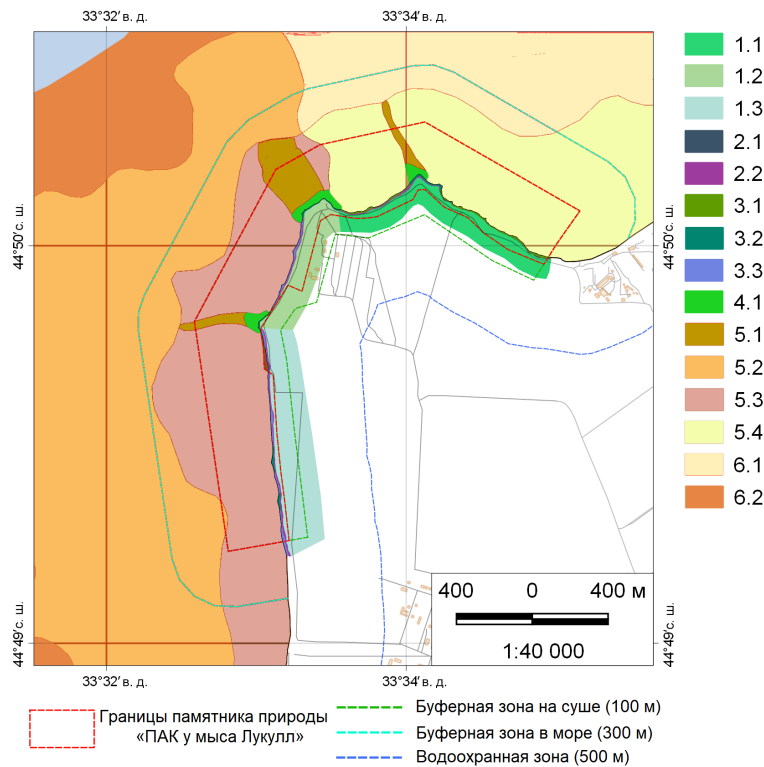 33°32′ в. д.
33°34′ в. д.
44°50′ с. ш.
44°50′ с. ш.
44°49′ с. ш.
44°49′ с. ш.
1.1
1.2
1.3
2.1
2.2
3.1
3.2
3.3
4.1
5.1
5.2
5.3
5.4
6.1
6.2
400 0 400 м
1:40 000
33°32′ в. д.
33°34′ в. д.
Границы памятника природы
«ПАК у мыса Лукулл»
Буферная зона на суше (100 м)
Буферная зона в море (300 м)
Водоохранная зона (500 м)